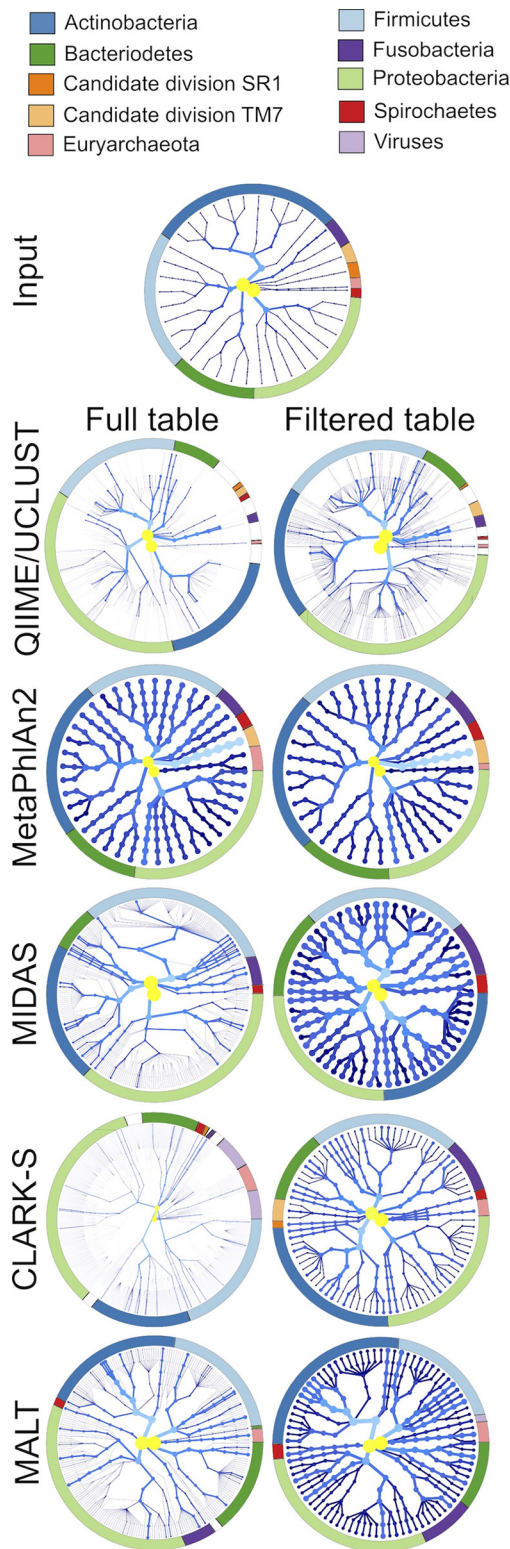 Actinobacteria
Bacteriodetes
Candidate division SR1
Candidate division TM7
Euryarchaeota
Firmicutes
Fusobacteria
Proteobacteria
Spirochaetes
Viruses
Input
Full table
Filtered table
QIIME/UCLUST
MetaPhlAn2
MIDAS
CLARK-S
MALT